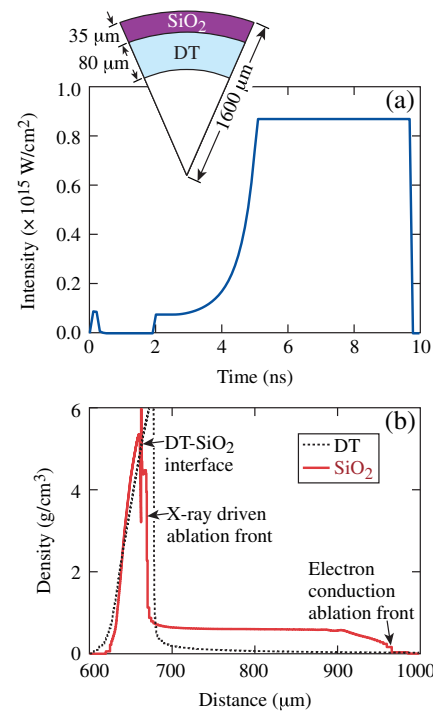 SiO2
35 μm
DT
80 μm
1600 μm
(a)
1.0
0.8
0.6
0.4
0.2
0.0
Intensity (× 10^15 W/cm^2)
0 2 4 6 8 10
Time (ns)
(b)
6
4
2
0
Density (g/cm^3)
DT
SiO2
DT-SiO2
interface
X-ray driven
ablation front
Electron
conduction
ablation front
600 700 800 900 1000
Distance (μm)